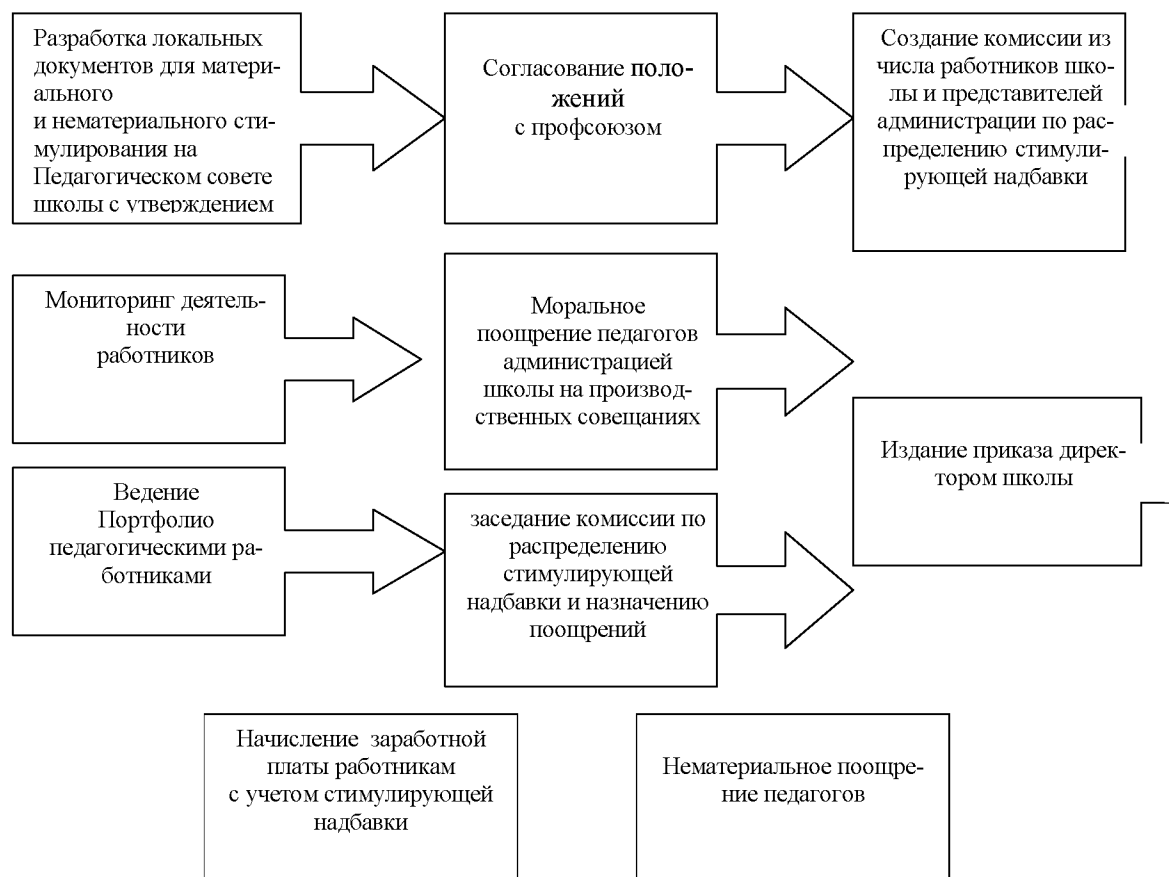 Разработка локальных
документов для матери-
ального
и нематериального сти-
мулирования на
Педагогическом совете
школы с утверждением
Согласование поло-
жений
с профсоюзом
Создание комиссии из
числа работников шко-
лы и представителей
администрации по рас-
пределению стимули-
рующей надбавки
Мониторинг деятель-
ности
работников
Моральное
поощрение педагогов
администрацией
школы на производ-
ственных совещаниях
Издание приказа дирек-
тором школы
Ведение
Портфолио
педагогическими ра-
ботниками
заседание комиссии по
распределению
стимулирующей
надбавки и назначению
поощрений
Начисление заработной
платы работникам
с учетом стимулирующей
надбавки
Нематериальное поощре-
ние педагогов